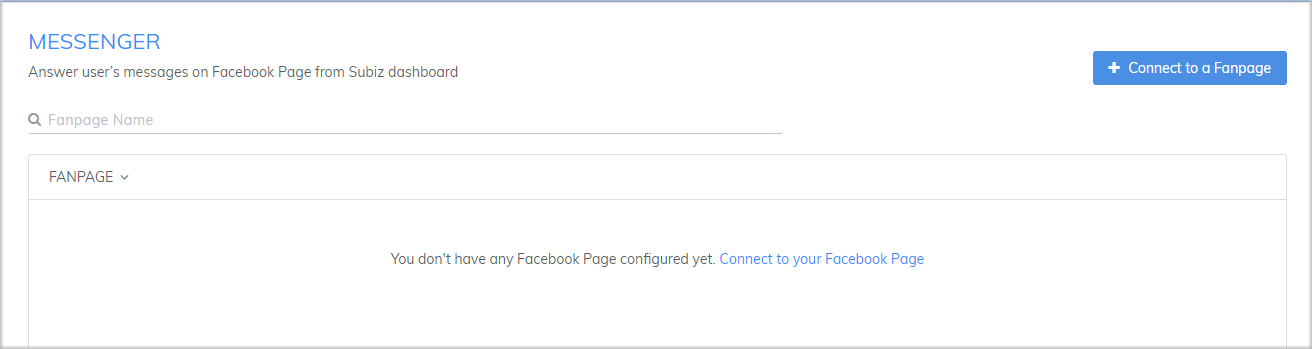 MESSENGER
Answer user's messages on Facebook Page from Subiz dashboard
Connect to a Fanpage
Fanpage Name
FANPAGE
You don't have any Facebook Page configured yet. Connect to your Facebook Page